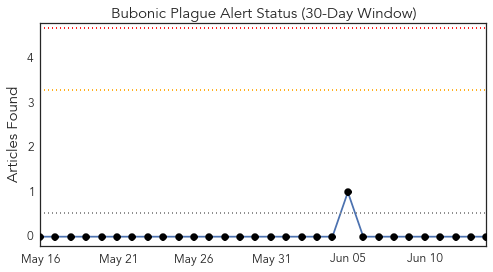 Bubonic Plague Alert Status (30-Day Window)
Articles Found
4
3
2
1
0
May 16 May 21 May 26 May 31 Jun 05 Jun 10